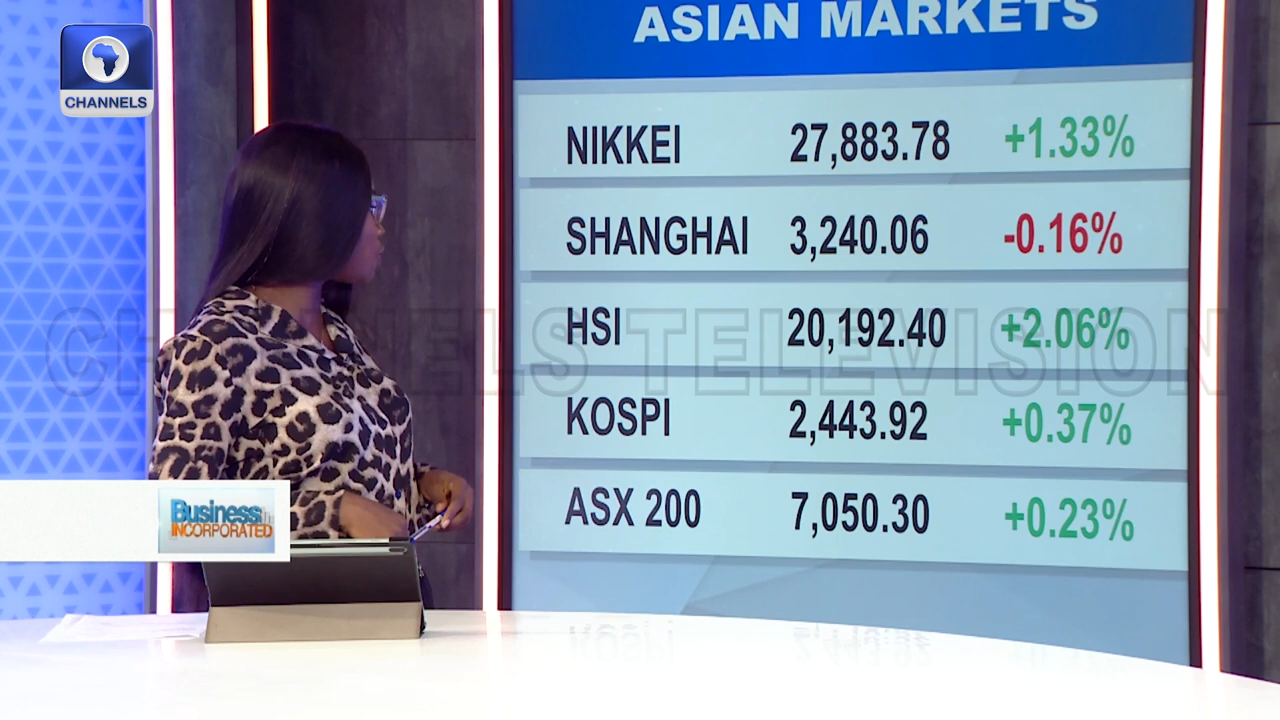 CHANNELS
ASIAN MARKETS
NIKKEI 27,883.78 +1.33%
SHANGHAI 3,240.06 -0.16%
HSI 20,192.40 +2.06%
CHANNELS TELEVISION
KOSPI 2,443.92 +0.37%
ASX 200 7,050.30 +0.23%
Business
INCORPORATED